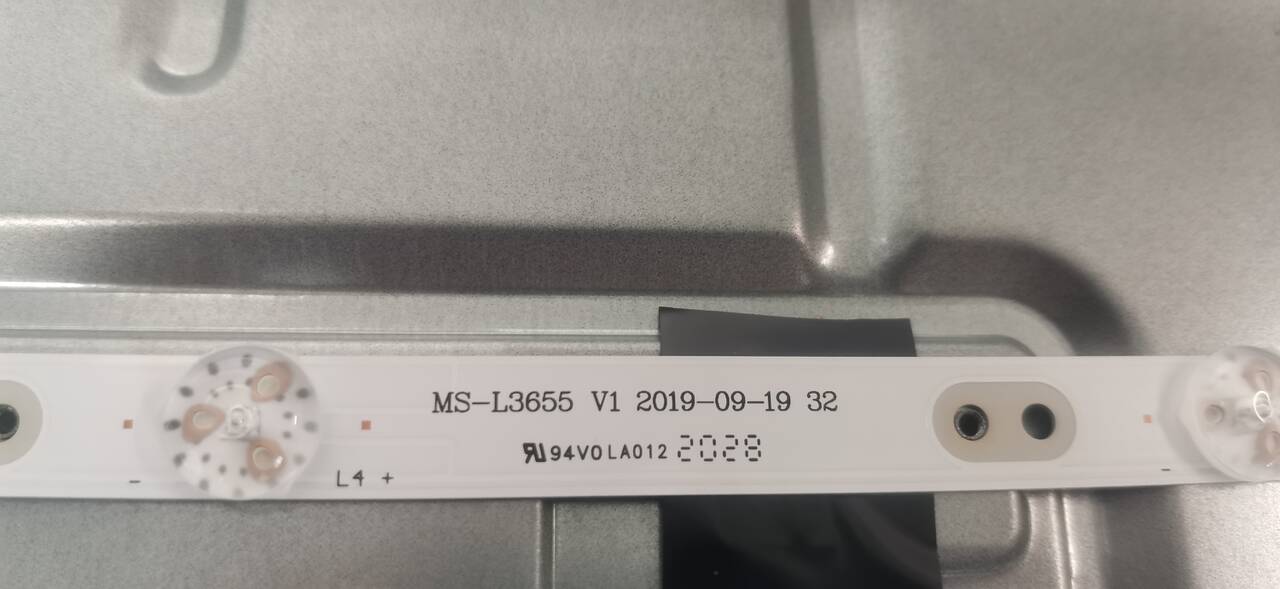 MS-L3655 V1 2019-09-19 32
94V0 LA012 2028
- L4 + -